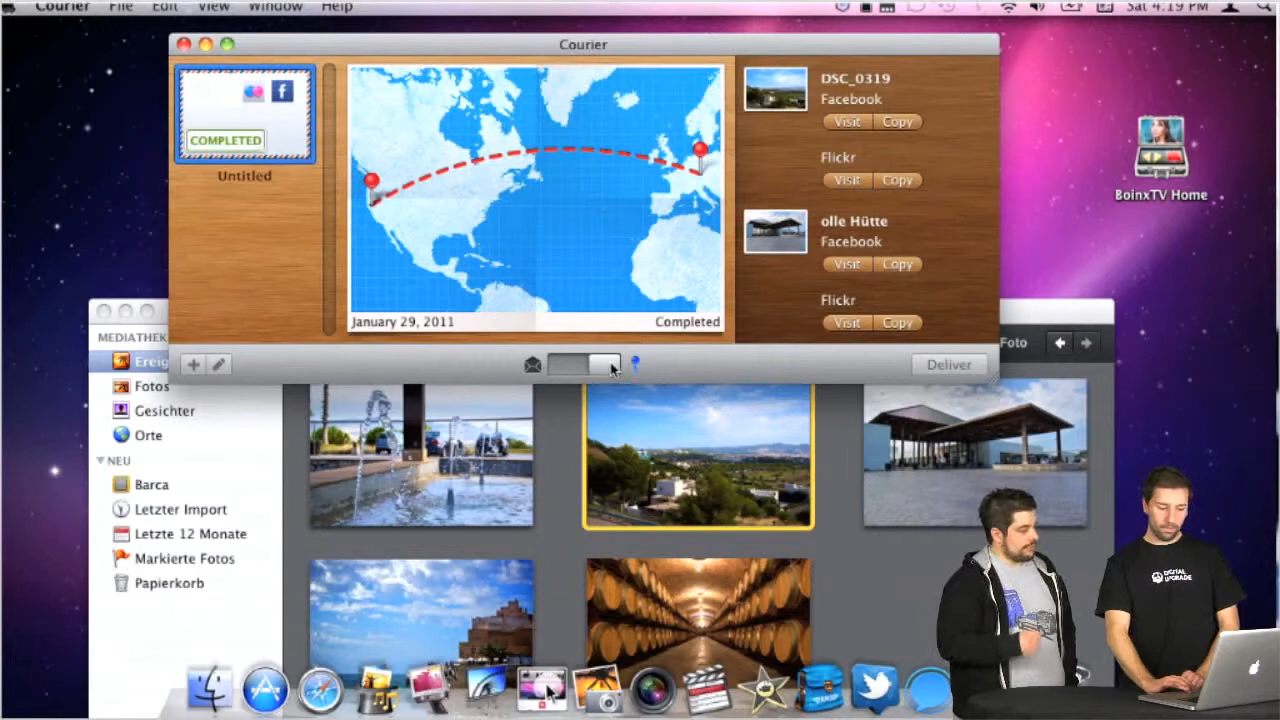 Courier File Edit View Window Help
Sat 4:19 PM
Courier
COMPLETED
Untitled
January 29, 2011
Completed
DSC_0319
Facebook
Visit Copy
Flickr
Visit Copy
olle Hütte
Facebook
Visit Copy
Flickr
Visit Copy
Deliver
BoinxTV Home
MEDIATHEK
Ereig
Fotos
Gesichter
Orte
NEU
Barca
Letzter Import
Letzte 12 Monate
Markierte Fotos
Papierkorb
Foto
DIGITAL
UPGRADE